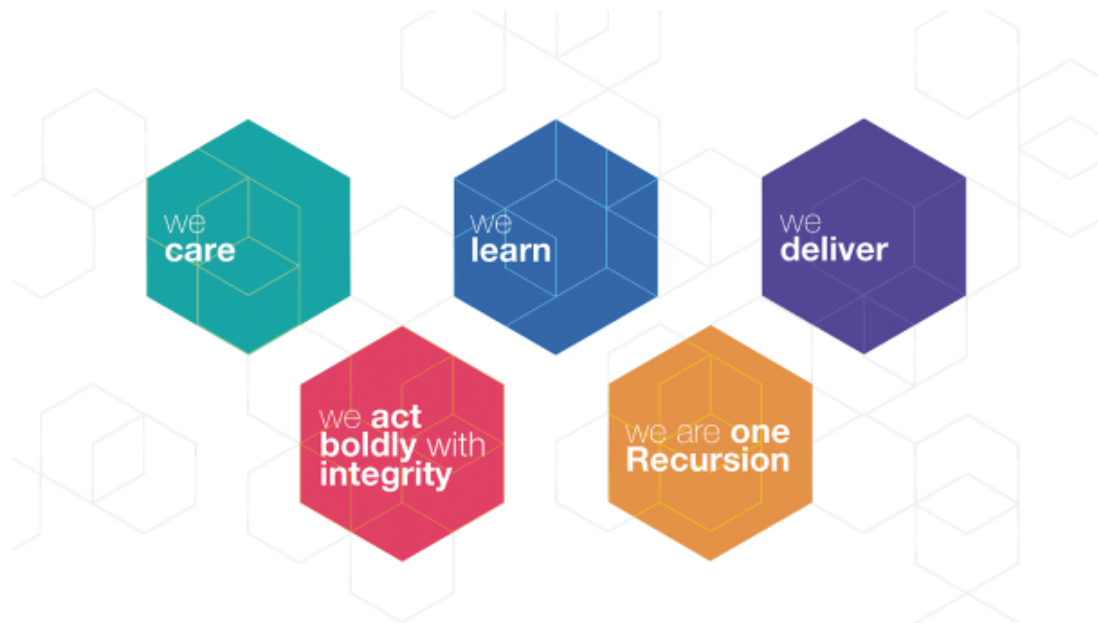 we
care
we
learn
we
deliver
we act
boldly with
integrity
we are one
Recursion